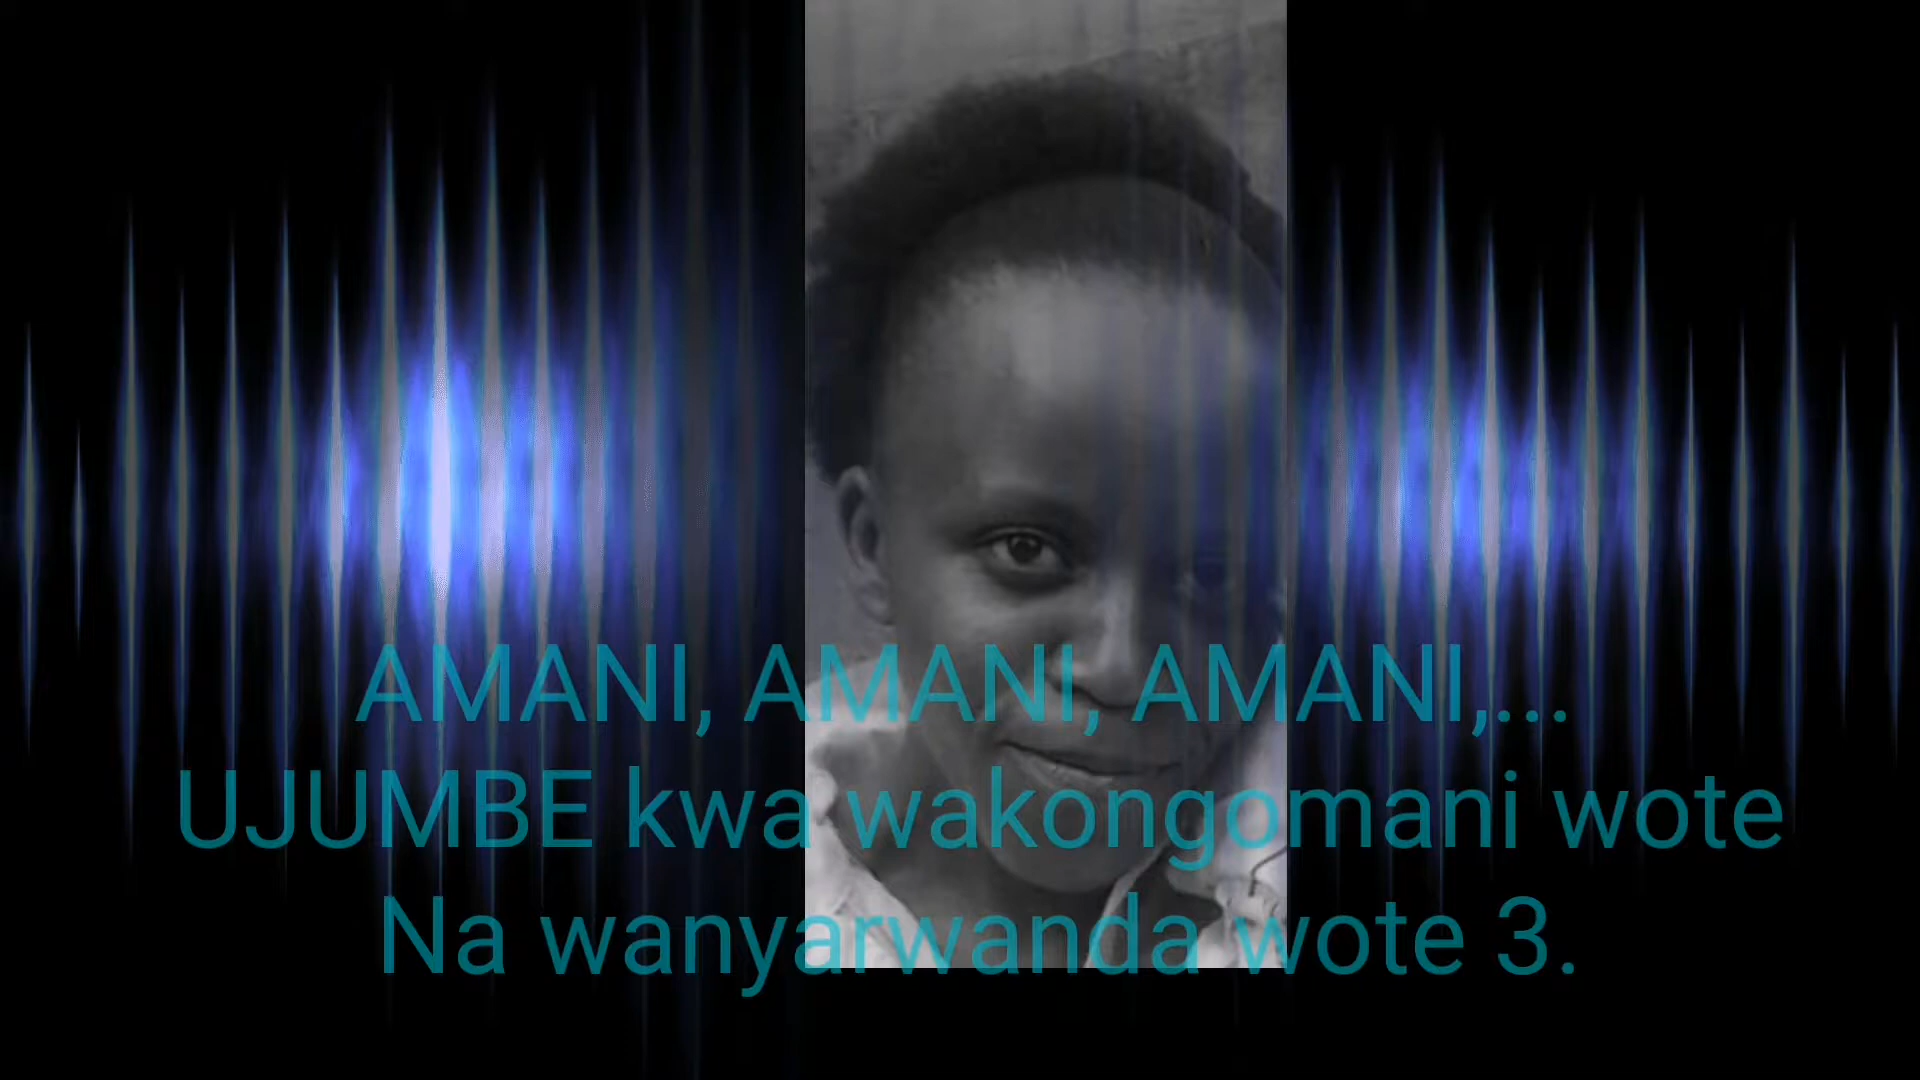 AMANI, AMANI, AMANI,...
UJUMBE kwa wakongomani wote
Na wanyarwanda wote 3.